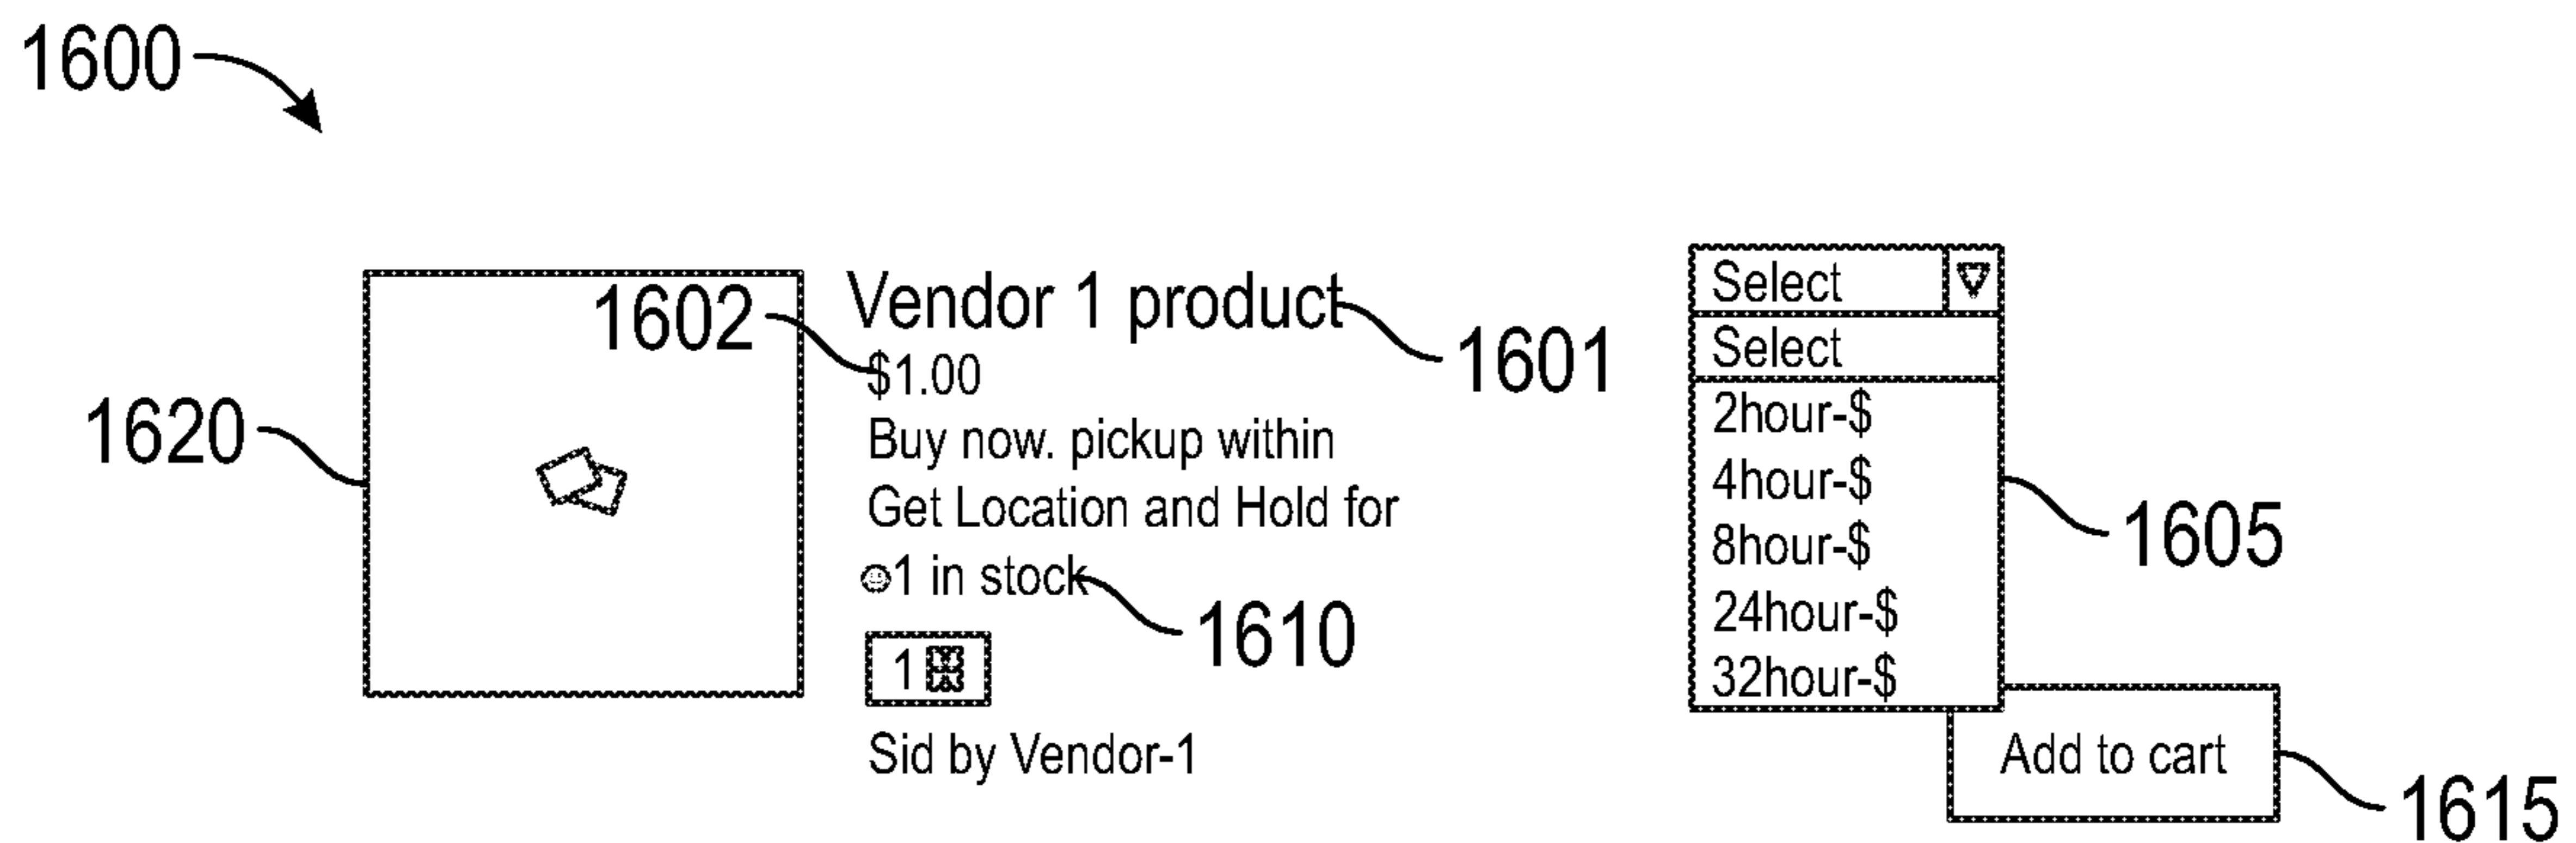 1600
1602
1620
Vendor 1 product
1601
$1.00
Buy now. pickup within
Get Location and Hold for
1 in stock
1610
1
Sid by Vendor-1
Select
Select
2hour-$
4hour-$
8hour-$
24hour-$
32hour-$
1605
Add to cart
1615